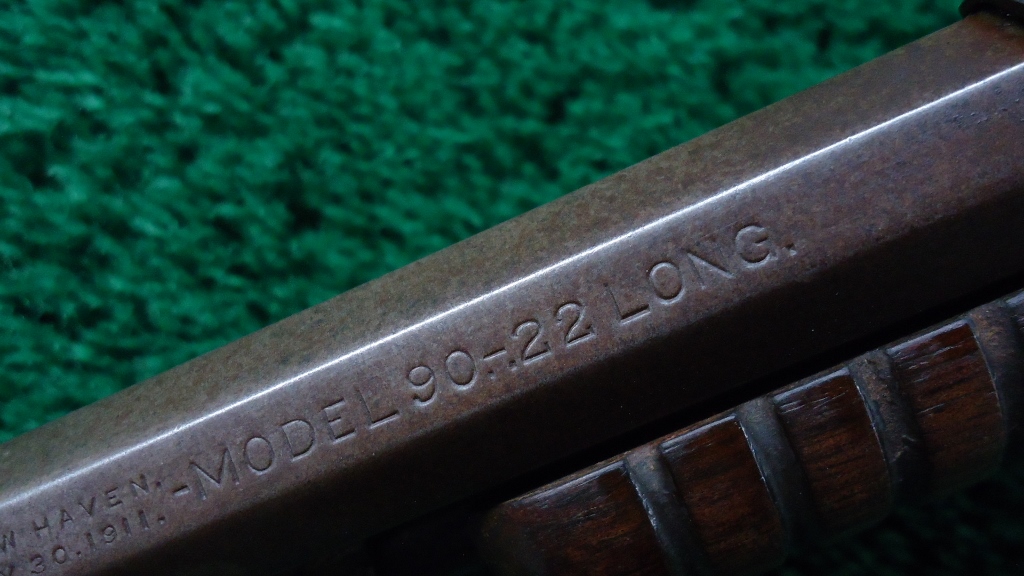 HAVEN.
30.1911.
-MODEL 90-.22 LONG.